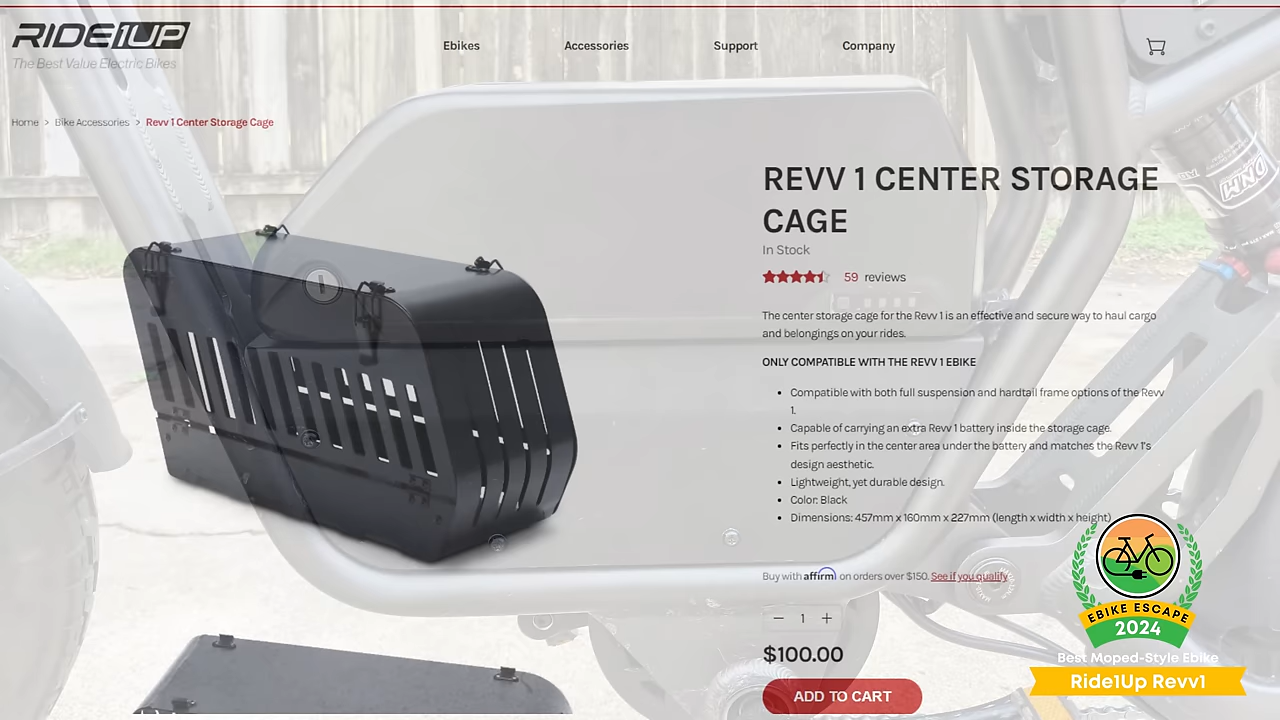 RIDE1UP
The Best Value Electric Bikes
Ebikes
Accessories
Support
Company
Home > Bike Accessories > Revv 1 Center Storage Cage
REVV 1 CENTER STORAGE
CAGE
In Stock
59 reviews
The center storage cage for the Revv 1 is an effective and secure way to haul cargo
and belongings on your rides.
ONLY COMPATIBLE WITH THE REVV 1 EBIKE
Compatible with both full suspension and hardtail frame options of the Revv
1.
Capable of carrying an extra Revv 1 battery inside the storage cage.
Fits perfectly in the center area under the battery and matches the Revv 1's
design aesthetic.
Lightweight, yet durable design.
Color: Black
Dimensions: 457mm x 160mm x 227mm (length x width x height)
Buy with affirm on orders over $150. See if you qualify
− 1 +
$100.00
ADD TO CART
DNM
EBIKE ESCAPE
2024
Best Moped-Style Ebike
Ride1Up Revv1